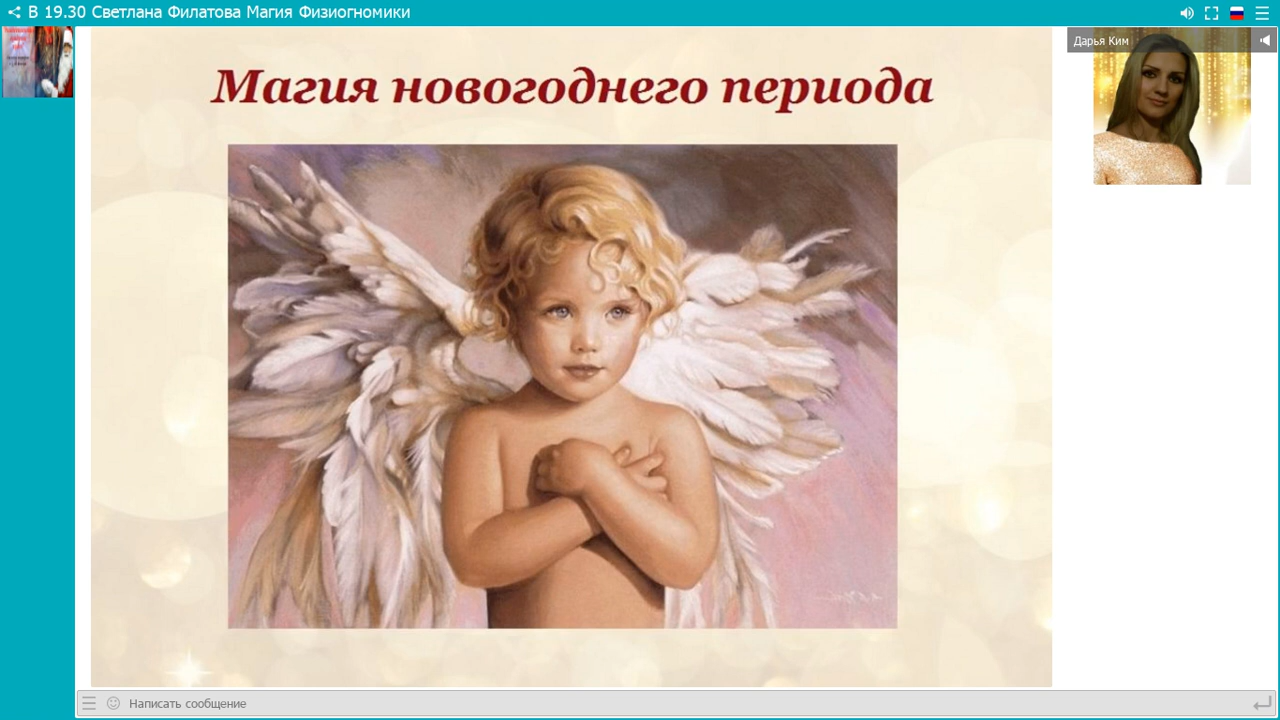 В 19.30 Светлана Филатова Магия Физиогномики
Дарья Ким
Магия новогоднего периода
Написать сообщение